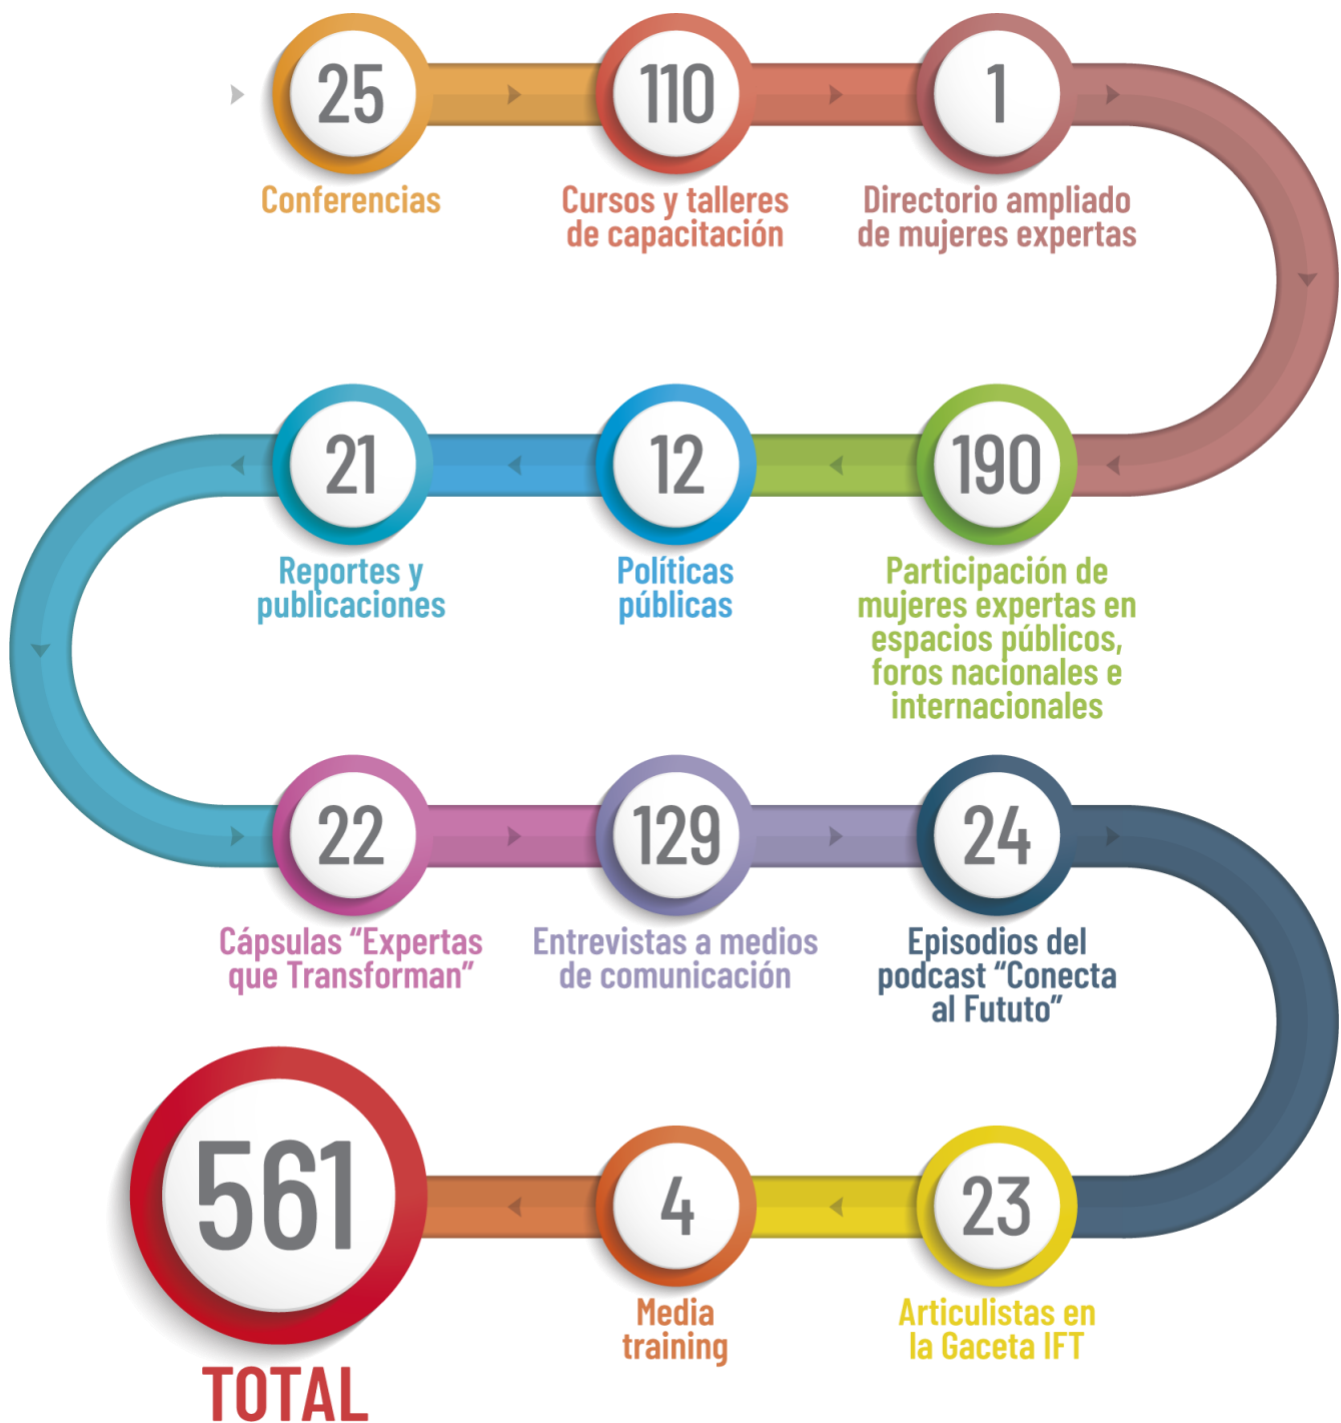 25
Conferencias
110
Cursos y talleres
de capacitación
1
Directorio ampliado
de mujeres expertas
190
Participación de
mujeres expertas en
espacios públicos,
foros nacionales e
internacionales
12
Políticas
públicas
21
Reportes y
publicaciones
22
Cápsulas “Expertas
que Transforman”
129
Entrevistas a medios
de comunicación
24
Episodios del
podcast “Conecta
al Fututo”
23
Articulistas en
la Gaceta IFT
4
Media
training
561
TOTAL